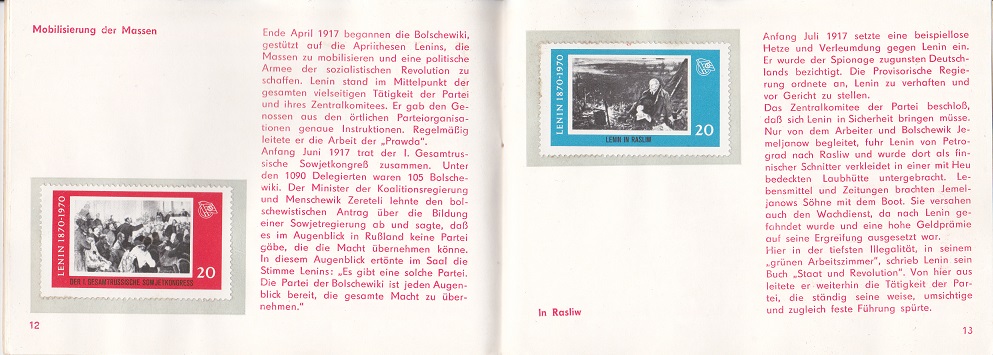 Mobilisierung der Massen
Ende April 1917 begannen die Bolschewiki,
gestützt auf die Aprilthesen Lenins, die
Massen zu mobilisieren und eine politische
Armee der sozialistischen Revolution zu
schaffen. Lenin stand im Mittelpunkt der
gesamten vielseitigen Tätigkeit der Partei
und ihres Zentralkomitees. Er gab den Ge-
nossen aus den örtlichen Parteiorganisa-
tionen genaue Instruktionen. Regelmäßig
leitete er die Arbeit der „Prawda".
Anfang Juni 1917 trat der I. Gesamtrus-
sische Sowjetkongreß zusammen. Unter
den 1090 Delegierten waren 105 Bolsche-
wiki. Der Minister der Koalitionsregierung
und Menschewik Zereteli lehnte den bol-
schewistischen Antrag über die Bildung
einer Sowjetregierung ab und sagte, daß
es im Augenblick in Rußland keine Partei
gäbe, die die Macht übernehmen könne.
In diesem Augenblick ertönte im Saal die
Stimme Lenins: „Es gibt eine solche Partei.
Die Partei der Bolschewiki ist jeden Augen-
blick bereit, die gesamte Macht zu über-
nehmen."
LENIN 1870-1970
DER I. GESAMTRUSSISCHE SOWJETKONGRESS
20
12
LENIN 1870-1970
LENIN IN RASLIW
20
In Rasliw
Anfang Juli 1917 setzte eine beispiellose
Hetze und Verleumdung gegen Lenin ein.
Er wurde der Spionage zugunsten Deutsch-
lands bezichtigt. Die Provisorische Regie-
rung ordnete an, Lenin zu verhaften und
vor Gericht zu stellen.
Das Zentralkomitee der Partei beschloß,
daß sich Lenin in Sicherheit bringen müsse.
Nur von dem Arbeiter und Bolschewik Je-
meljanow begleitet, fuhr Lenin von Petro-
grad nach Rasliw und wurde dort als fin-
nischer Schnitter verkleidet in einer mit Heu
bedeckten Laubhütte untergebracht. Le-
bensmittel und Zeitungen brachten Jemel-
janows Söhne mit dem Boot. Sie versahen
auch den Wachdienst, da nach Lenin ge-
fahndet wurde und eine hohe Geldprämie
auf seine Ergreifung ausgesetzt war.
Hier in der tiefsten Illegalität, in seinem
„grünen Arbeitszimmer", schrieb Lenin sein
Buch „Staat und Revolution". Von hier aus
leitete er weiterhin die Tätigkeit der Par-
tei, die ständig seine weise, umsichtige
und zugleich feste Führung spürte.
13